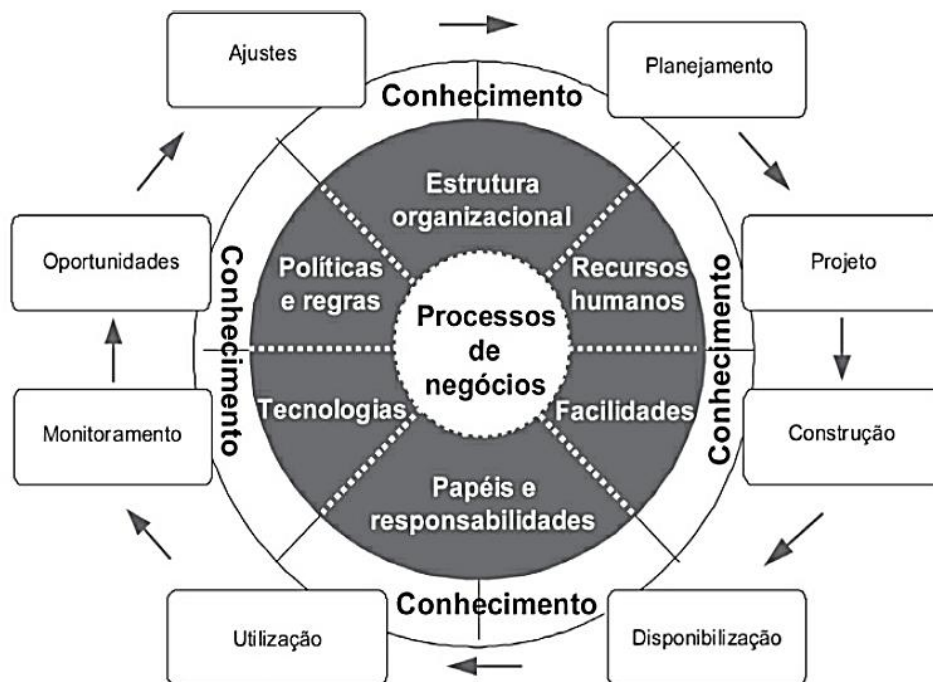 Ajustes
Planejamento
Conhecimento
Estrutura
organizacional
Políticas
e regras
Recursos
humanos
Oportunidades
Projeto
Conhecimento
Conhecimento
Processos
de
negócios
Tecnologias
Facilidades
Monitoramento
Construção
Papéis e
responsabilidades
Conhecimento
Utilização
Disponibilização